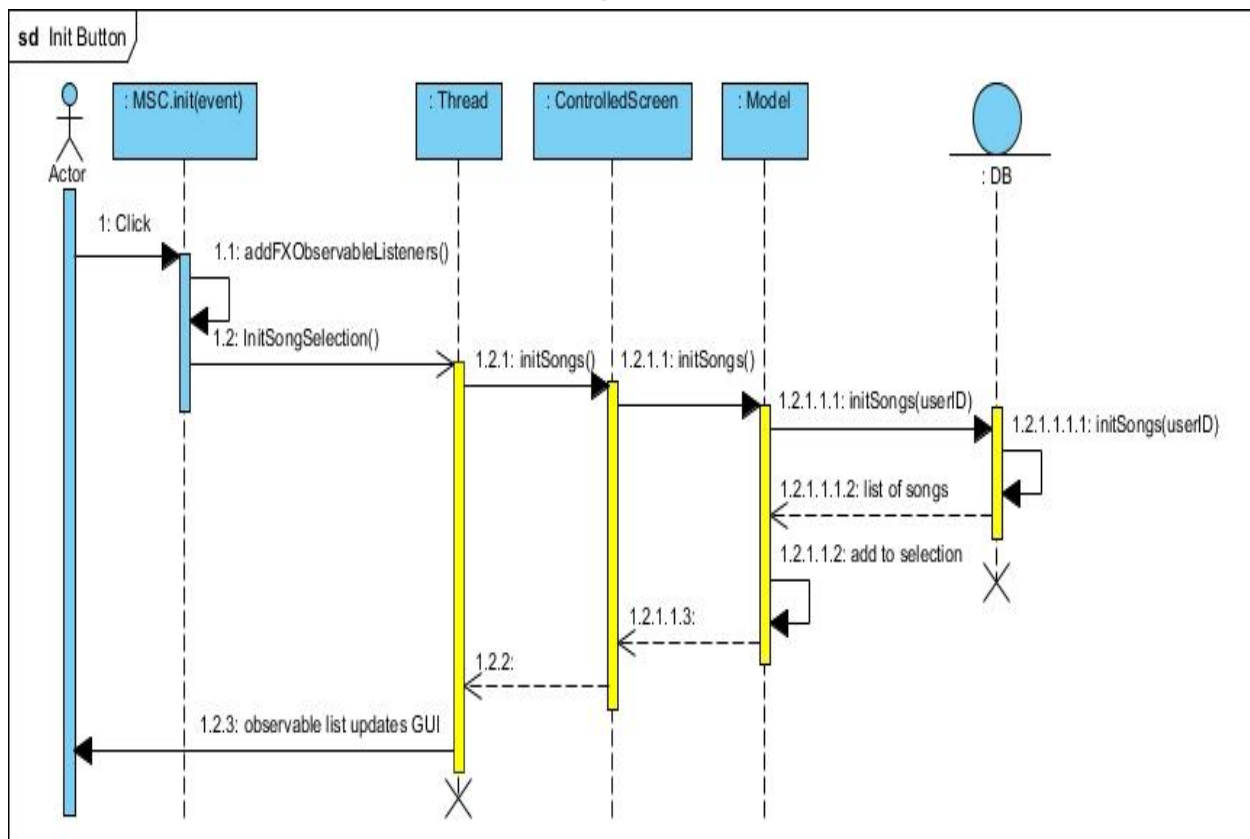 sd Init Button
: MSC.init(event)
: Thread
: ControlledScreen
: Model
Actor
: DB
1: Click
1.1: addFXObservableListeners()
1.2: InitSongSelection()
1.2.1: initSongs()
1.2.1.1: initSongs()
1.2.1.1.1: initSongs(userID)
1.2.1.1.1.1: initSongs(userID)
1.2.1.1.1.2: list of songs
1.2.1.1.2: add to selection
1.2.1.1.3:
1.2.2:
1.2.3: observable list updates GUI